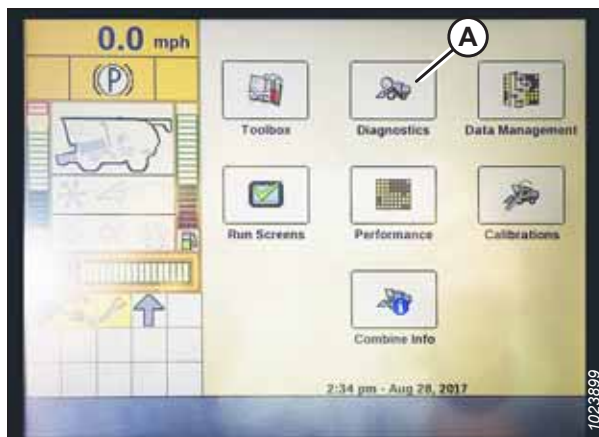 0.0 mph
A
(P)
Toolbox
Diagnostics
Data Management
Run Screens
Performance
Calibrations
Combine Info
2:34 pm - Aug 28, 2017
1023899